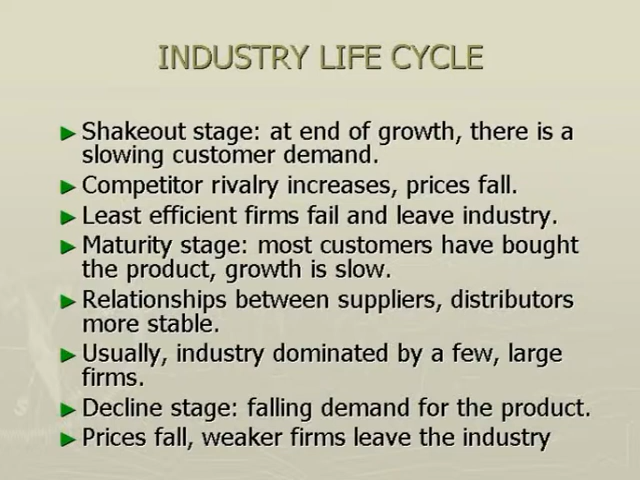 INDUSTRY LIFE CYCLE
Shakeout stage: at end of growth, there is a
slowing customer demand.
Competitor rivalry increases, prices fall.
Least efficient firms fail and leave industry.
Maturity stage: most customers have bought
the product, growth is slow.
Relationships between suppliers, distributors
more stable.
Usually, industry dominated by a few, large
firms.
Decline stage: falling demand for the product.
Prices fall, weaker firms leave the industry